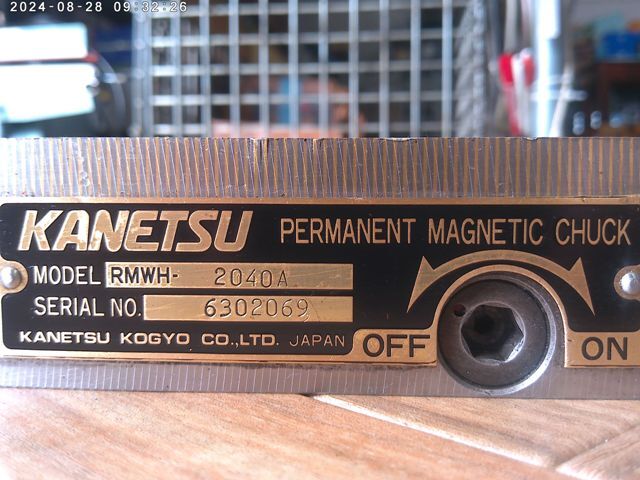 2024-08-28 09:32:26
KANETSU PERMANENT MAGNETIC CHUCK
MODEL RMWH- 2040A
SERIAL NO. 6302069
KANETSU KOGYO CO.,LTD. JAPAN
OFF ON